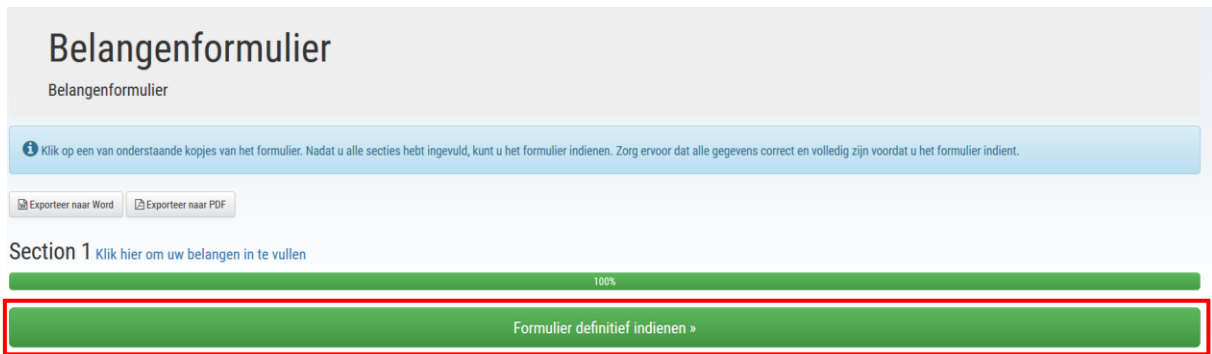 Belangenformulier
Belangenformulier
Klik op een van onderstaande kopjes van het formulier. Nadat u alle secties hebt ingevuld, kunt u het formulier indienen. Zorg ervoor dat alle gegevens correct en volledig zijn voordat u het formulier indient.
Exporteer naar Word Exporteer naar PDF
Section 1 Klik hier om uw belangen in te vullen
100%
Formulier definitief indienen »